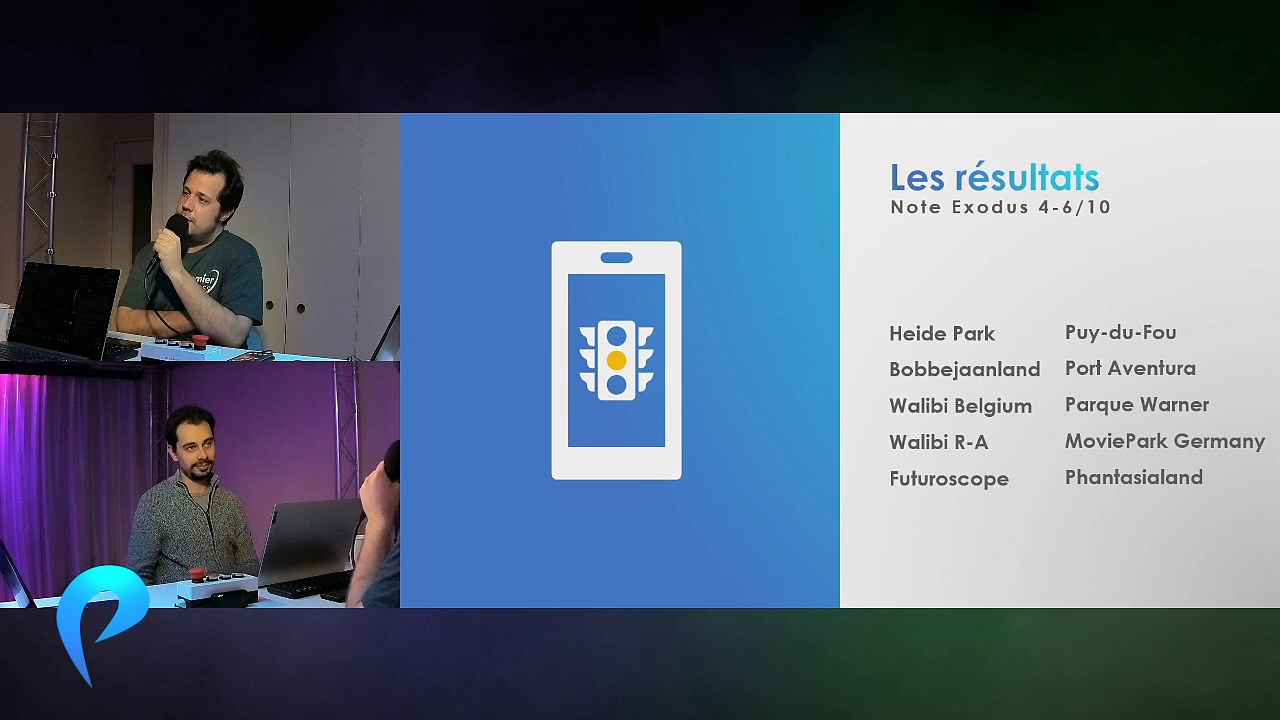 Les résultats
Note Exodus 4-6/10
Heide Park
Bobbejaanland
Walibi Belgium
Walibi R-A
Futuroscope
Puy-du-Fou
Port Aventura
Parque Warner
MoviePark Germany
Phantasialand